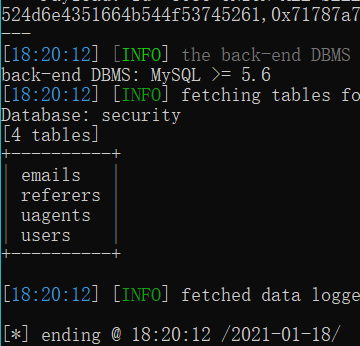 524d6e4351664b544f53745261,0x71787a7
---
[18:20:12] [INFO] the back-end DBMS
back-end DBMS: MySQL >= 5.6
[18:20:12] [INFO] fetching tables fo
Database: security
[4 tables]
+----------+
| emails   |
| referers |
| uagents  |
| users    |
+----------+
[18:20:12] [INFO] fetched data logge
[*] ending @ 18:20:12 /2021-01-18/